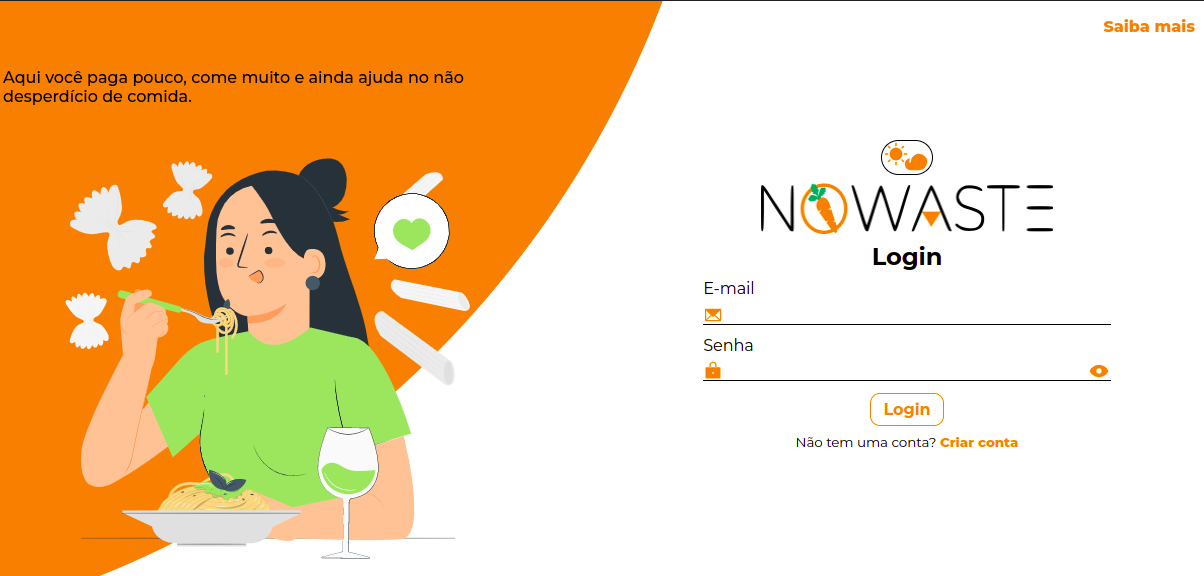 Saiba mais
Aqui você paga pouco, come muito e ainda ajuda no não
desperdício de comida.
NOWASTE
Login
E-mail
Senha
Login
Não tem uma conta? Criar conta